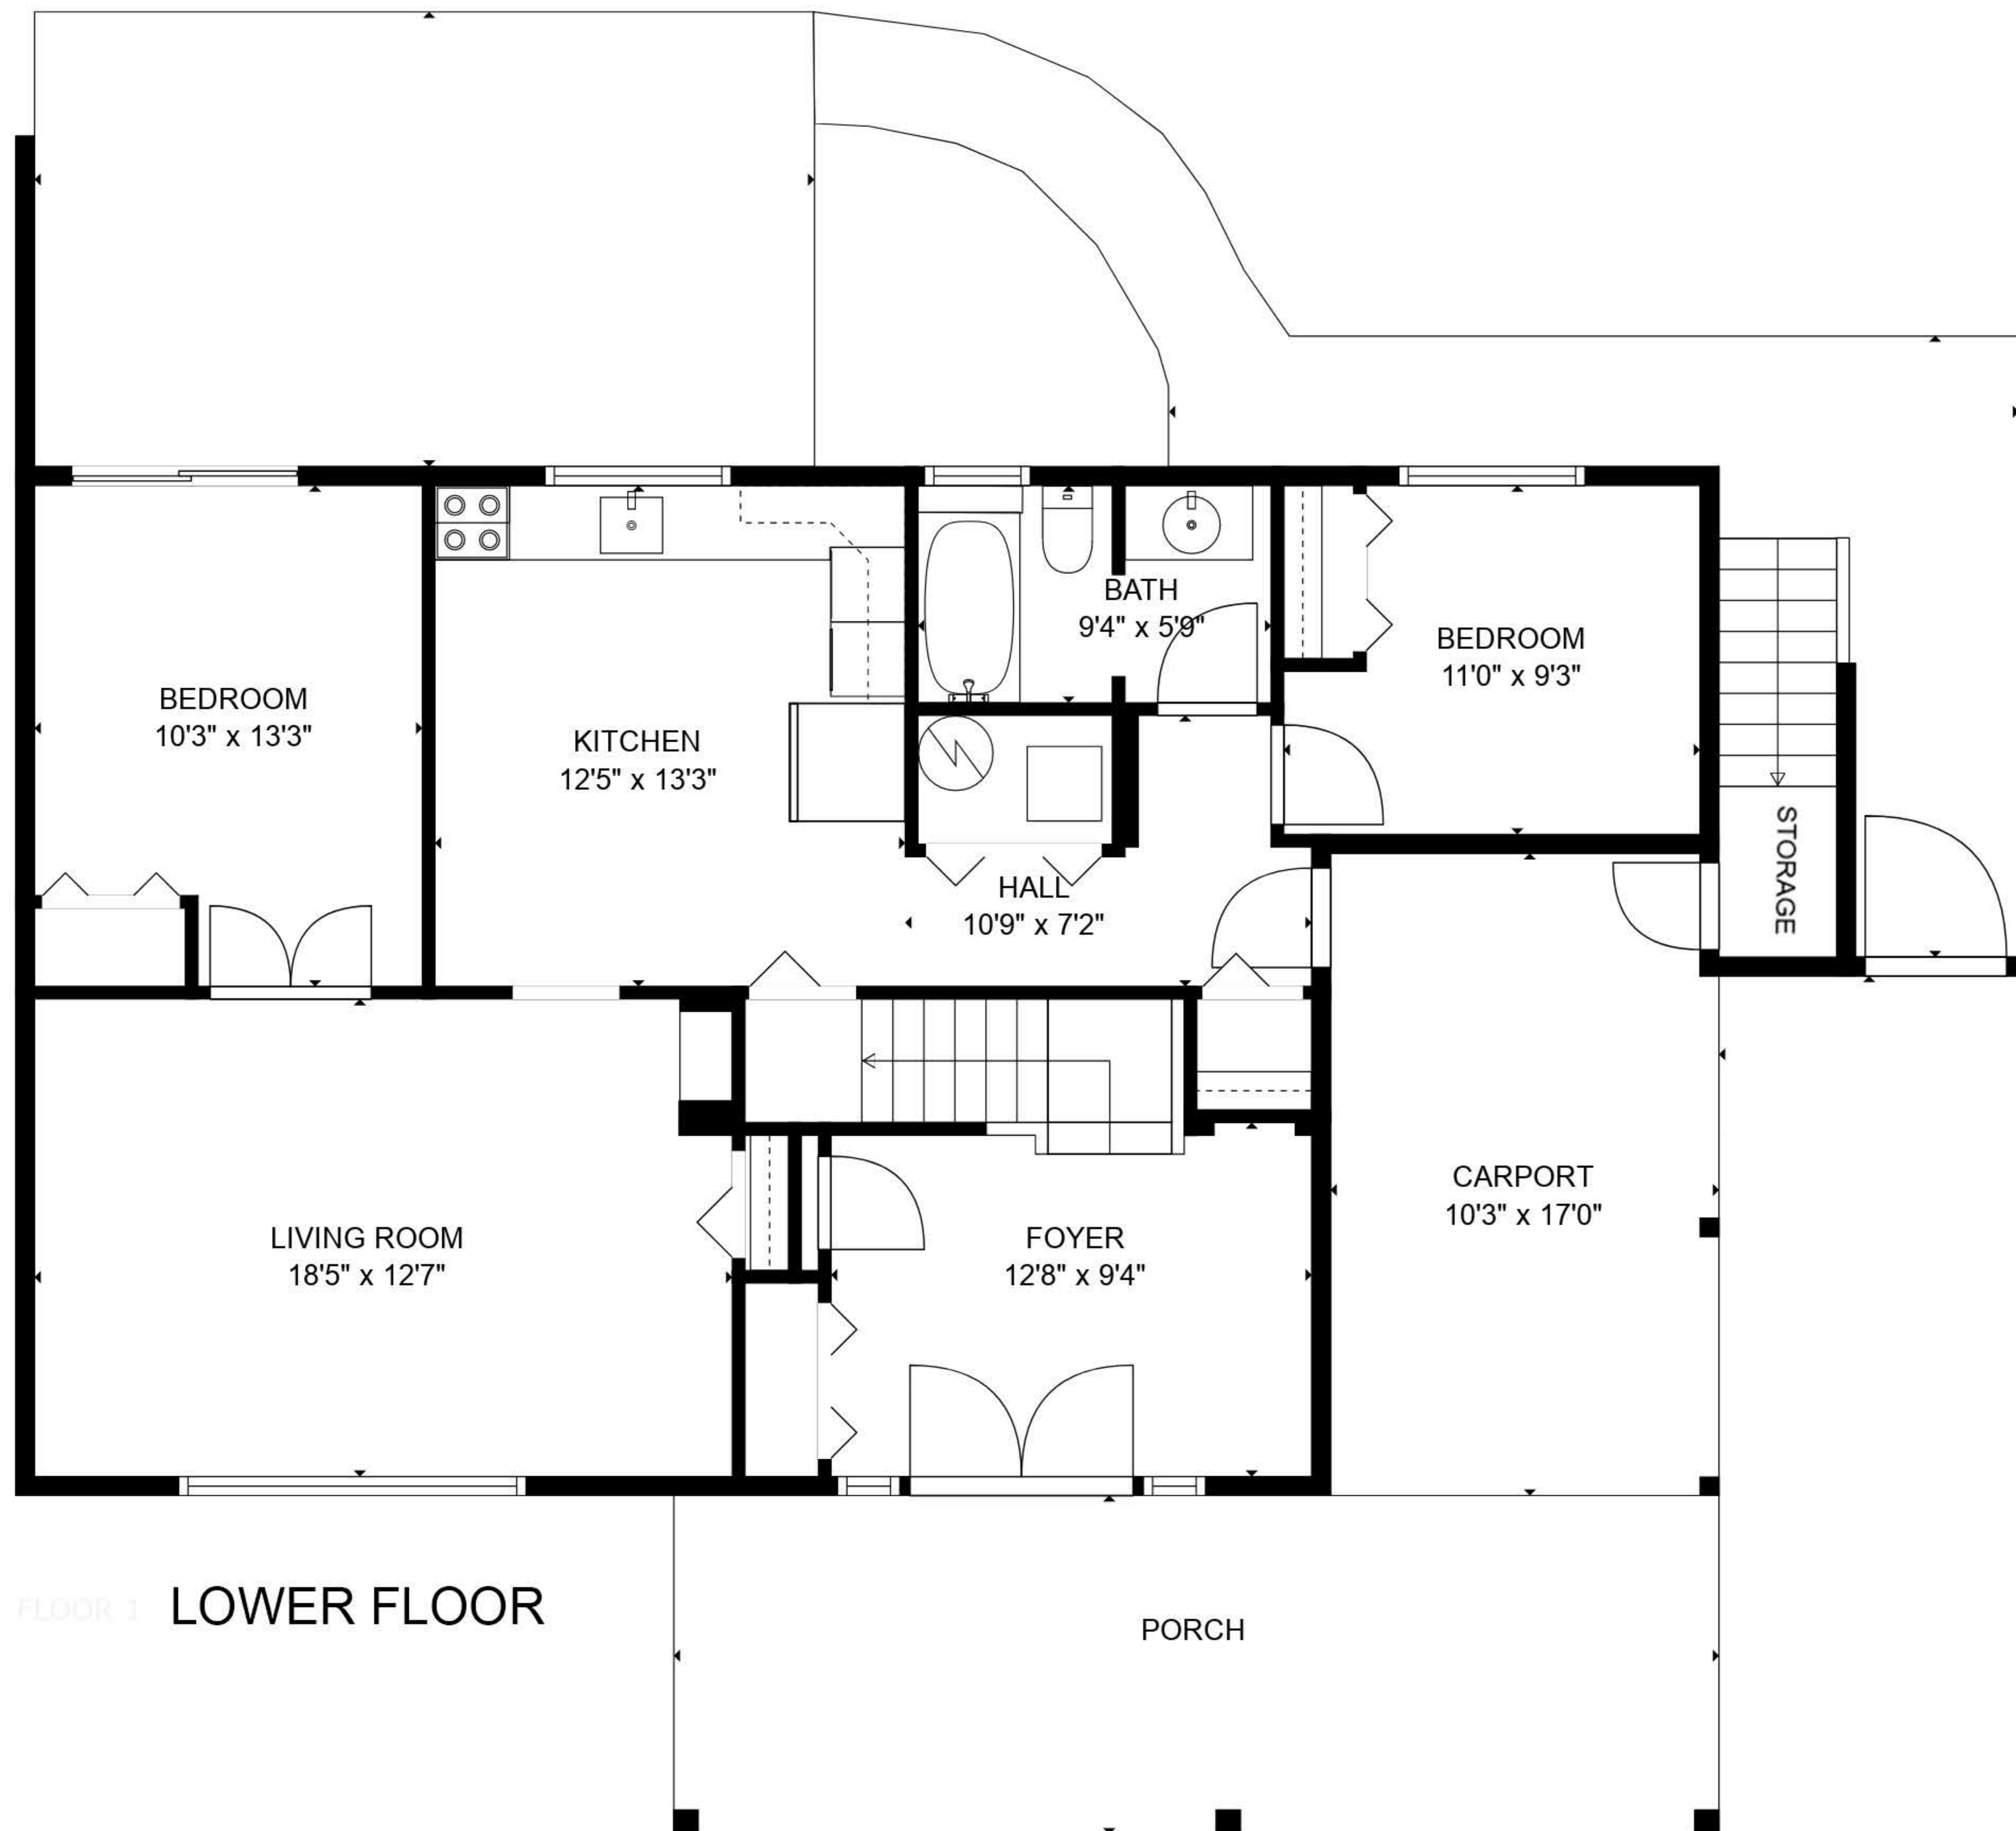 BATH
9'4" x 5'9"
BEDROOM
11'0" x 9'3"
BEDROOM
10'3" x 13'3"
KITCHEN
12'5" x 13'3"
STORAGE
HALL
10'9" x 7'2"
CARPORT
10'3" x 17'0"
LIVING ROOM
18'5" x 12'7"
FOYER
12'8" x 9'4"
FLOOR 1
LOWER FLOOR
PORCH